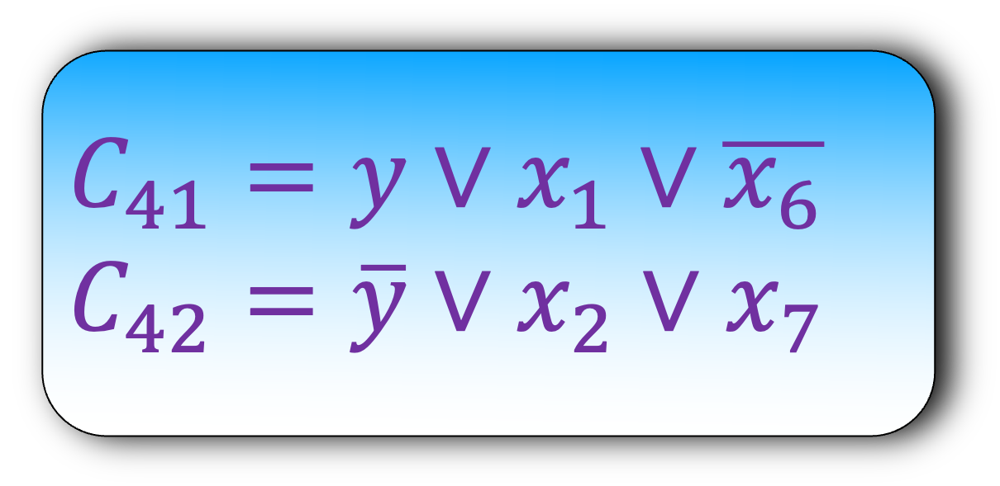 C₄₁ = y ∨ x₁ ∨ x̅₆̅
C₄₂ = y̅ ∨ x₂ ∨ x₇